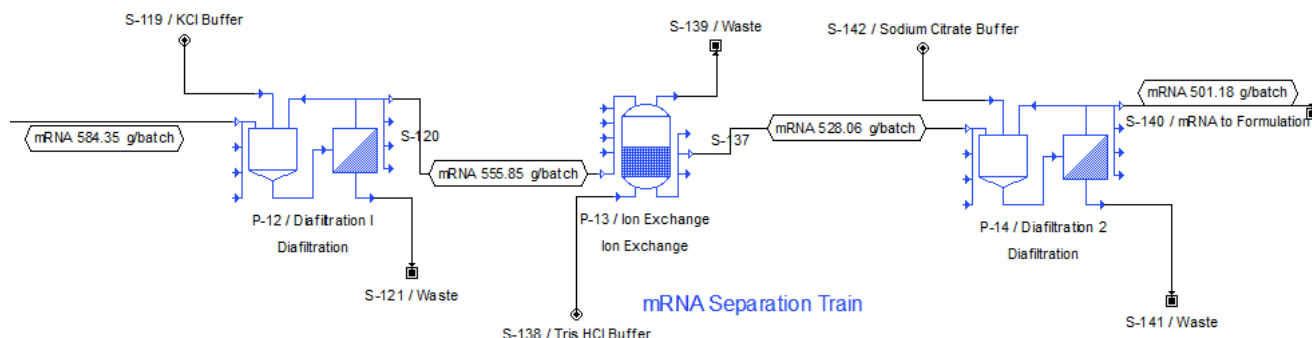 S-119 / KCl Buffer
S-139 / Waste
S-142 / Sodium Citrate Buffer
mRNA 584.35 g/batch
S-120
mRNA 555.85 g/batch
S-137
mRNA 528.06 g/batch
mRNA 501.18 g/batch
S-140 / mRNA to Formulation
P-12 / Diafiltration I
Diafiltration
P-13 / Ion Exchange
Ion Exchange
P-14 / Diafiltration 2
Diafiltration
S-121 / Waste
mRNA Separation Train
S-138 / Tris HCl Buffer
S-141 / Waste